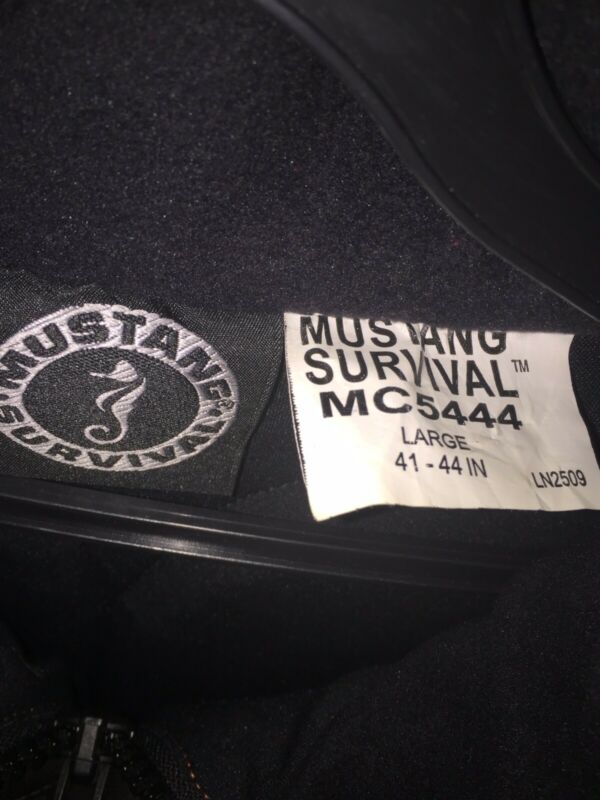 MUSTANG
SURVIVAL
MUSTANG
SURVIVAL™
MC5444
LARGE
41 - 44 IN
LN2509